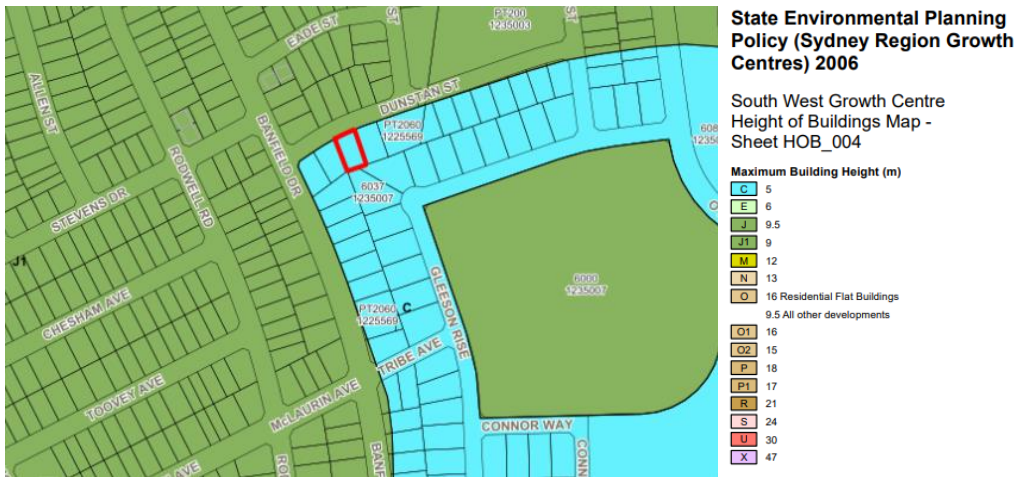 EADE ST
ST
PT200
1235003
ST
ALLEN ST
DUNSTAN ST
PT2060
1225569
BANFIELD DR
RODWELL RD
STEVENS DR
6037
1235007
J1
CHESHAM AVE
GLEESON RISE
6000
1235007
PT2060
1225569
C
TRIBE AVE
TOOVEY AVE
McLAURIN AVE
CONNOR WAY
State Environmental Planning
Policy (Sydney Region Growth
Centres) 2006
South West Growth Centre
Height of Buildings Map -
Sheet HOB_004
Maximum Building Height (m)
C 5
E 6
J 9.5
J1 9
M 12
N 13
O 16 Residential Flat Buildings
9.5 All other developments
O1 16
O2 15
P 18
P1 17
R 21
S 24
U 30
X 47